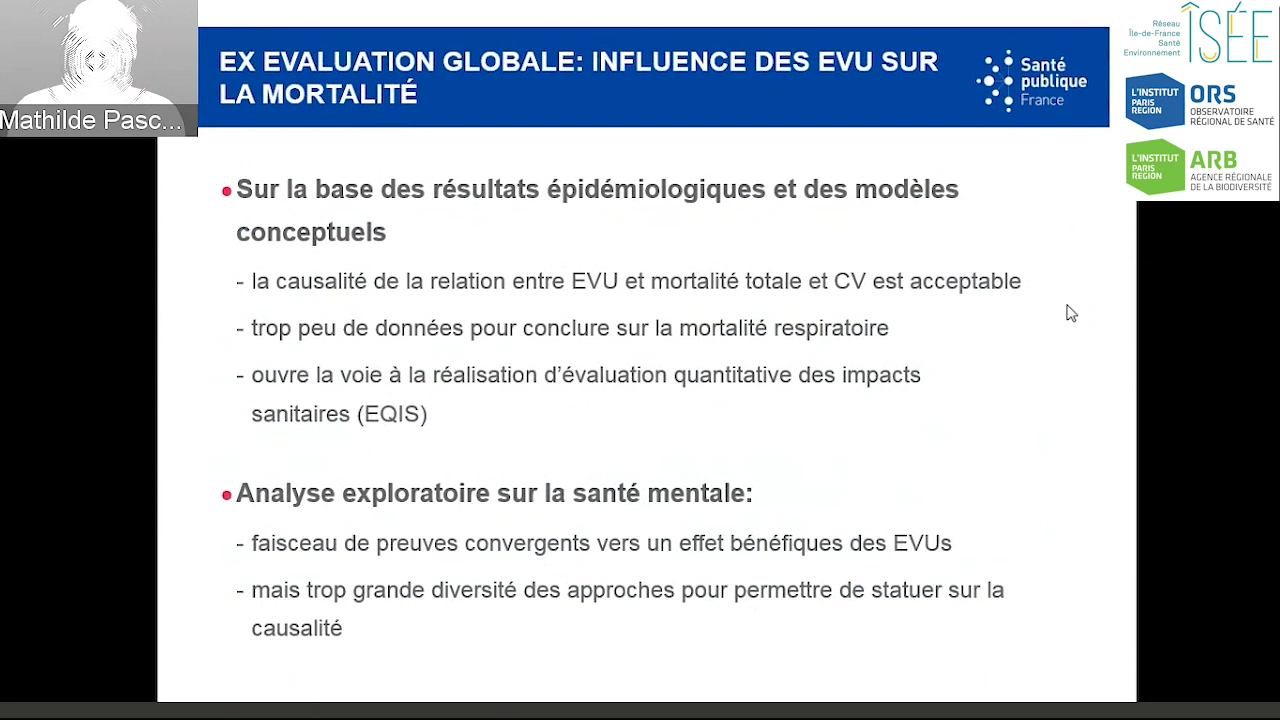 Mathilde Pasc...
EX EVALUATION GLOBALE: INFLUENCE DES EVU SUR
LA MORTALITÉ
Santé
publique
France
Réseau
Île-de-France
Santé
Environnement
ÎSÉE
L'INSTITUT
PARIS
REGION
ORS
OBSERVATOIRE
RÉGIONAL DE SANTÉ
L'INSTITUT
PARIS
REGION
ARB
AGENCE RÉGIONALE
DE LA BIODIVERSITÉ
•Sur la base des résultats épidémiologiques et des modèles
conceptuels
- la causalité de la relation entre EVU et mortalité totale et CV est acceptable
- trop peu de données pour conclure sur la mortalité respiratoire
- ouvre la voie à la réalisation d'évaluation quantitative des impacts
sanitaires (EQIS)
•Analyse exploratoire sur la santé mentale:
- faisceau de preuves convergents vers un effet bénéfiques des EVUs
- mais trop grande diversité des approches pour permettre de statuer sur la
causalité